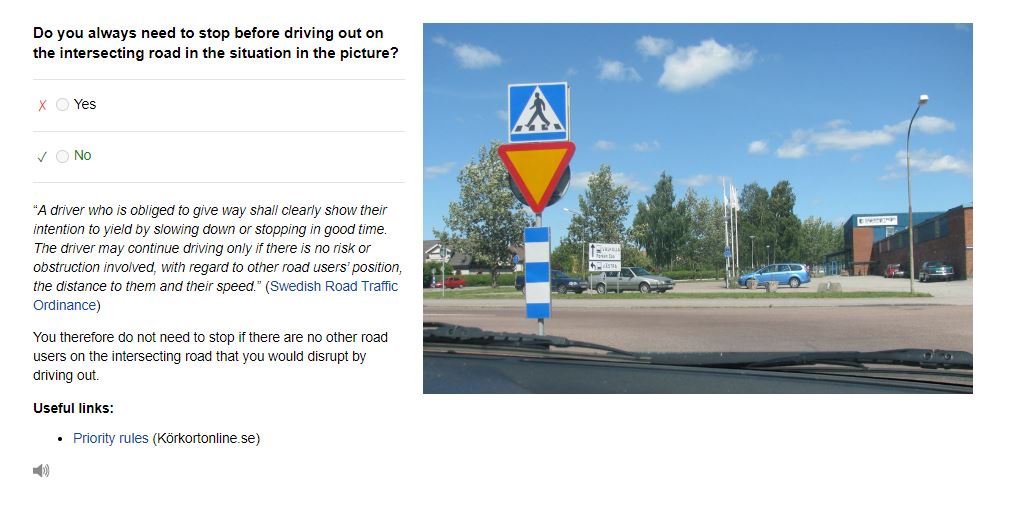 Do you always need to stop before driving out on
the intersecting road in the situation in the picture?
✗ Yes
✓ No
“A driver who is obliged to give way shall clearly show their
intention to yield by slowing down or stopping in good time.
The driver may continue driving only if there is no risk or
obstruction involved, with regard to other road users’ position,
the distance to them and their speed.” (Swedish Road Traffic
Ordinance)
You therefore do not need to stop if there are no other road
users on the intersecting road that you would disrupt by
driving out.
Useful links:
• Priority rules (Körkortonline.se)